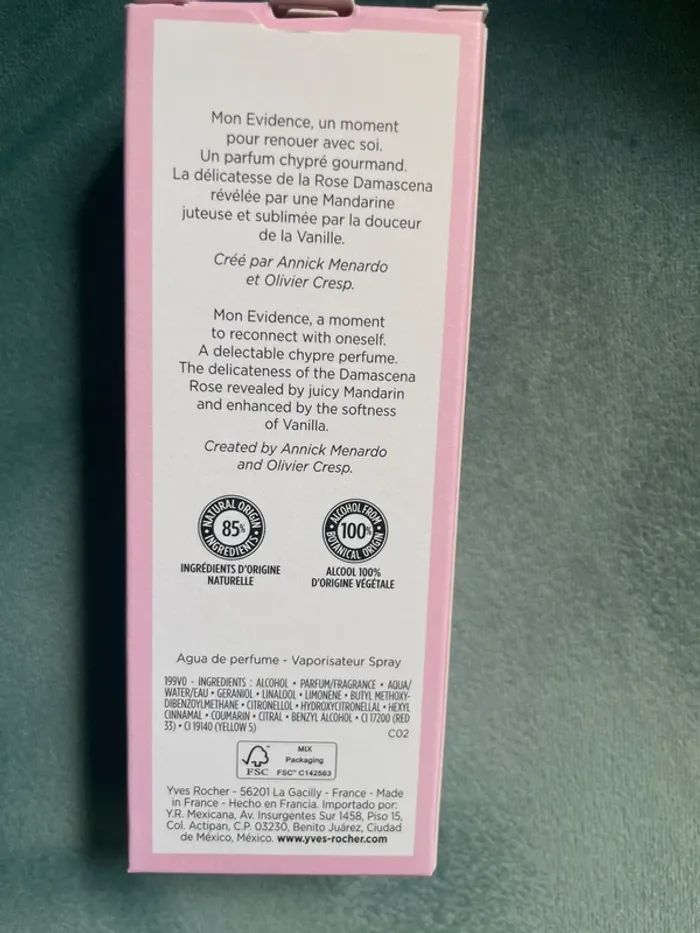 Mon Evidence, un moment
pour renouer avec soi.
Un parfum chypré gourmand.
La délicatesse de la Rose Damascena
révélée par une Mandarine
juteuse et sublimée par la douceur
de la Vanille.
Créé par Annick Menardo
et Olivier Cresp.
Mon Evidence, a moment
to reconnect with oneself.
A delectable chypre perfume.
The delicateness of the Damascena
Rose revealed by juicy Mandarin
and enhanced by the softness
of Vanilla.
Created by Annick Menardo
and Olivier Cresp.
NATURAL ORIGIN
85%
INGREDIENTS
INGRÉDIENTS D'ORIGINE
NATURELLE
ALCOHOL FROM
100%
BOTANICAL ORIGIN
ALCOOL 100%
D'ORIGINE VÉGÉTALE
Agua de perfume - Vaporisateur Spray
199V0 - INGREDIENTS : ALCOHOL • PARFUM/FRAGRANCE • AQUA/
WATER/EAU • GERANIOL • LINALOOL • LIMONENE • BUTYL METHOXY-
DIBENZOYLMETHANE • CITRONELLOL • HYDROXYCITRONELLAL • HEXYL
CINNAMAL • COUMARIN • CITRAL • BENZYL ALCOHOL • CI 17200 (RED
33) • CI 19140 (YELLOW 5)
C02
FSC
MIX
Packaging
FSC™ C142563
Yves Rocher - 56201 La Gacilly - France - Made
in France - Hecho en Francia. Importado por:
Y.R. Mexicana, Av. Insurgentes Sur 1458, Piso 15,
Col. Actipan, C.P. 03230, Benito Juárez, Ciudad
de México, México. www.yves-rocher.com